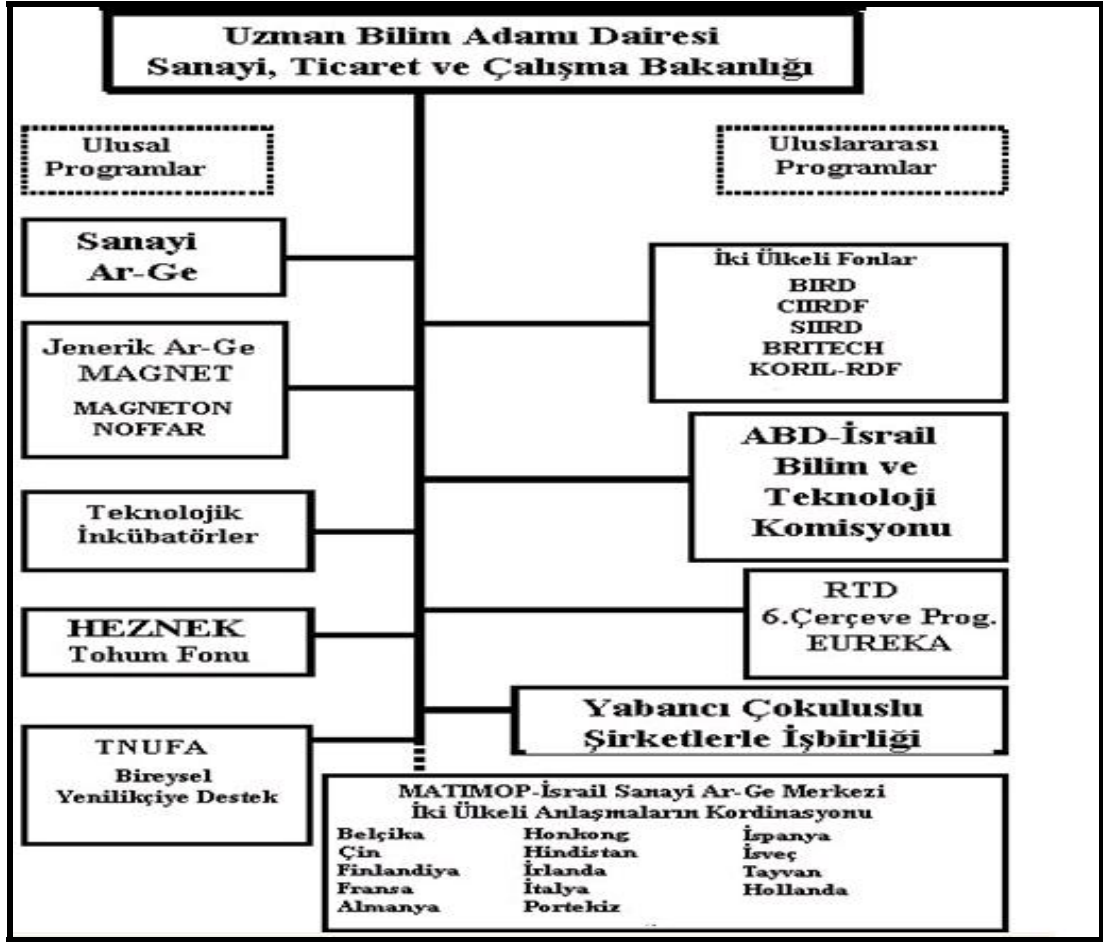 Uzman Bilim Adamı Dairesi
Sanayi, Ticaret ve Çalışma Bakanlığı
Ulusal
Programlar
Sanayi
Ar-Ge
Jenerik Ar-Ge
MAGNET
MAGNETON
NOFFAR
Teknolojik
İnkübatörler
HEZNEK
Tohum Fonu
TNUFA
Bireysel
Yenilikçiye Destek
Uluslararası
Programlar
İki Ülkeli Fonlar
BIRD
CIIRDF
SIIRD
BRITECH
KORIL-RDF
ABD-İsrail
Bilim ve
Teknoloji
Komisyonu
RTD
6.Çerçeve Prog.
EUREKA
Yabancı Çokuluslu
Şirketlerle İşbirliği
MATIMOP-İsrail Sanayi Ar-Ge Merkezi
İki Ülkeli Anlaşmaların Kordinasyonu
Belçika Honkong İspanya
Çin Hindistan İsveç
Finlandiya İrlanda Tayvan
Fransa İtalya Hollanda
Almanya Portekiz